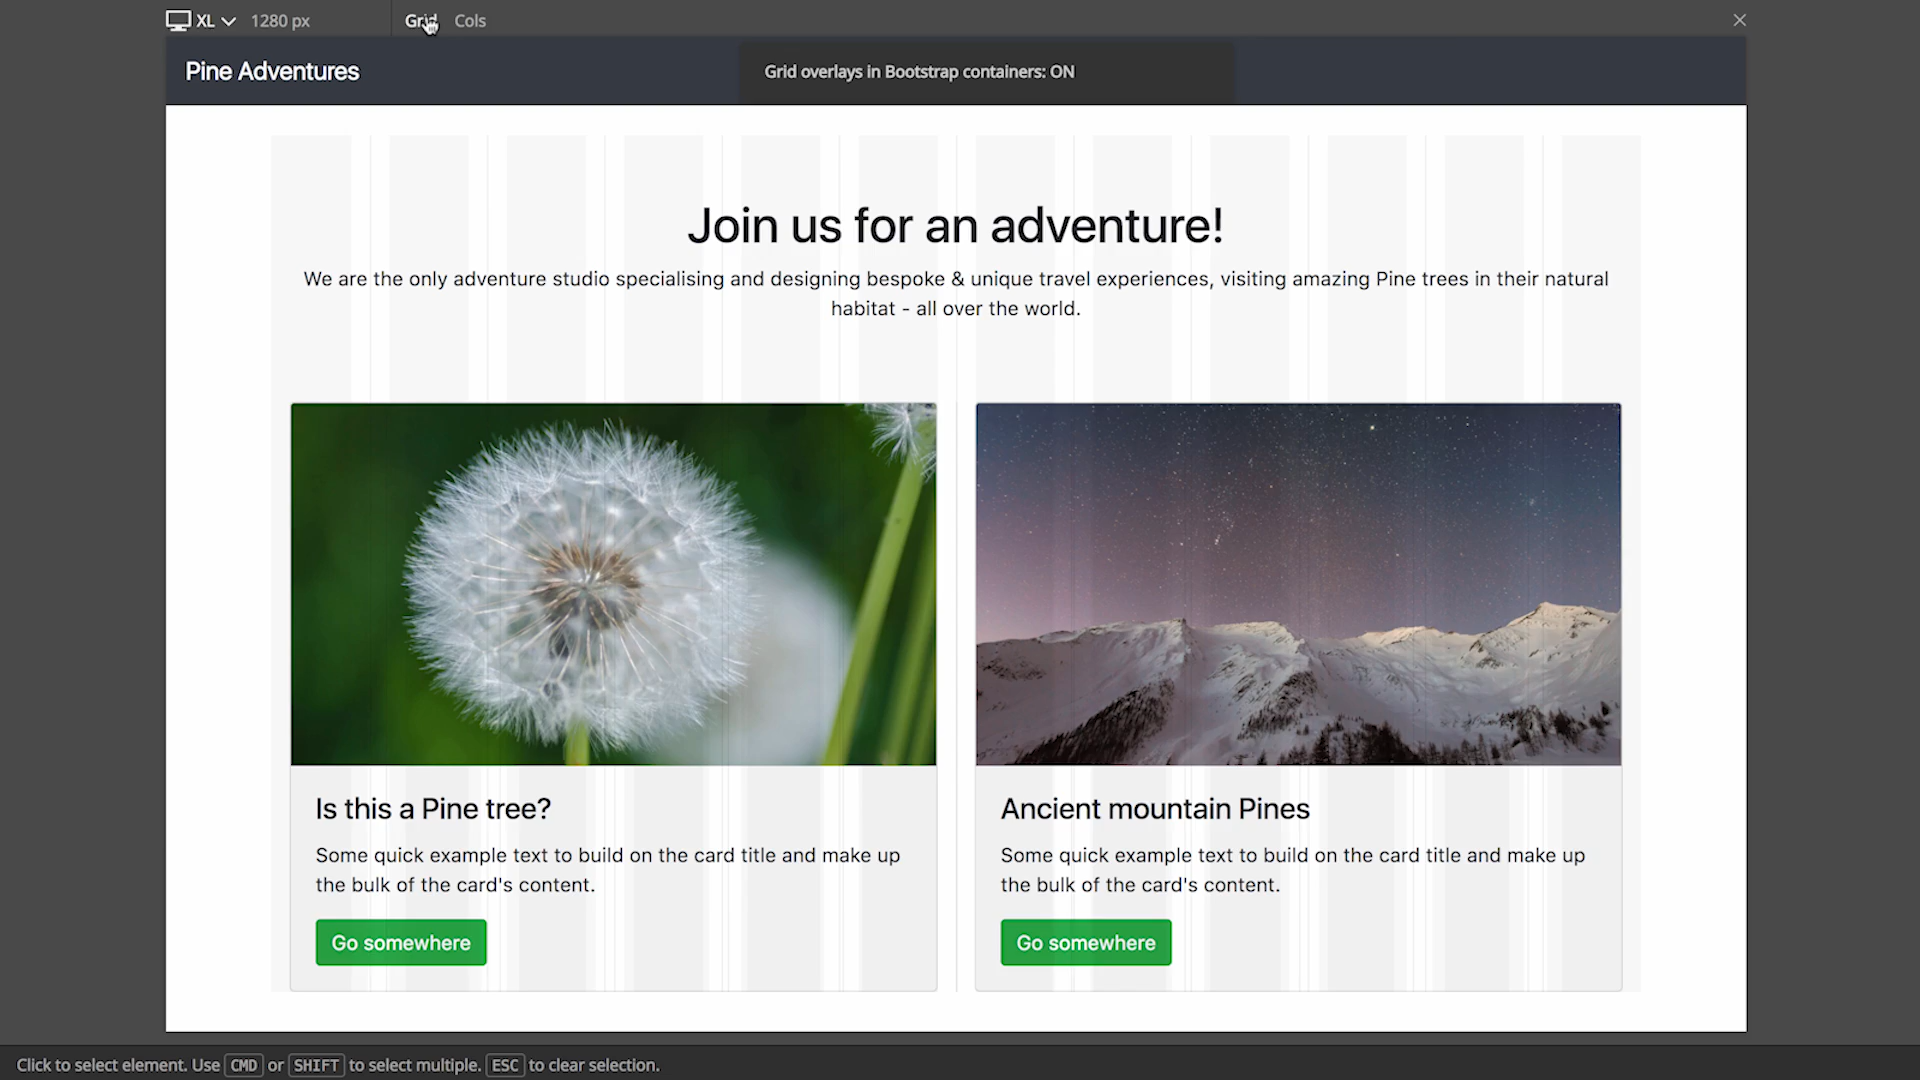 XL 1280 px Grid Cols
Pine Adventures
Grid overlays in Bootstrap containers: ON
Join us for an adventure!
We are the only adventure studio specialising and designing bespoke & unique travel experiences, visiting amazing Pine trees in their natural
habitat - all over the world.
Is this a Pine tree?
Some quick example text to build on the card title and make up
the bulk of the card's content.
Go somewhere
Ancient mountain Pines
Some quick example text to build on the card title and make up
the bulk of the card's content.
Go somewhere
Click to select element. Use CMD or SHIFT to select multiple. ESC to clear selection.